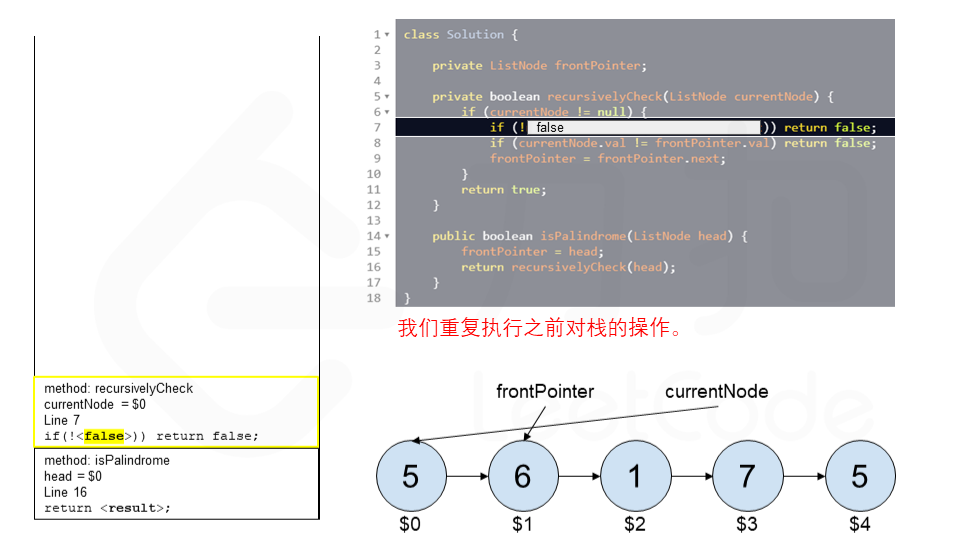 1 class Solution {
2
3 private ListNode frontPointer;
4
5 private boolean recursivelyCheck(ListNode currentNode) {
6 if (currentNode != null) {
7 if (! false )) return false;
8 if (currentNode.val != frontPointer.val) return false;
9 frontPointer = frontPointer.next;
10 }
11 return true;
12 }
13
14 public boolean isPalindrome(ListNode head) {
15 frontPointer = head;
16 return recursivelyCheck(head);
17 }
18 }
我们重复执行之前对栈的操作。
method: recursivelyCheck
currentNode = $0
Line 7
if(!<false>)) return false;
method: isPalindrome
head = $0
Line 16
return <result>;
frontPointer currentNode
5 6 1 7 5
$0 $1 $2 $3 $4
力扣
LeetCode